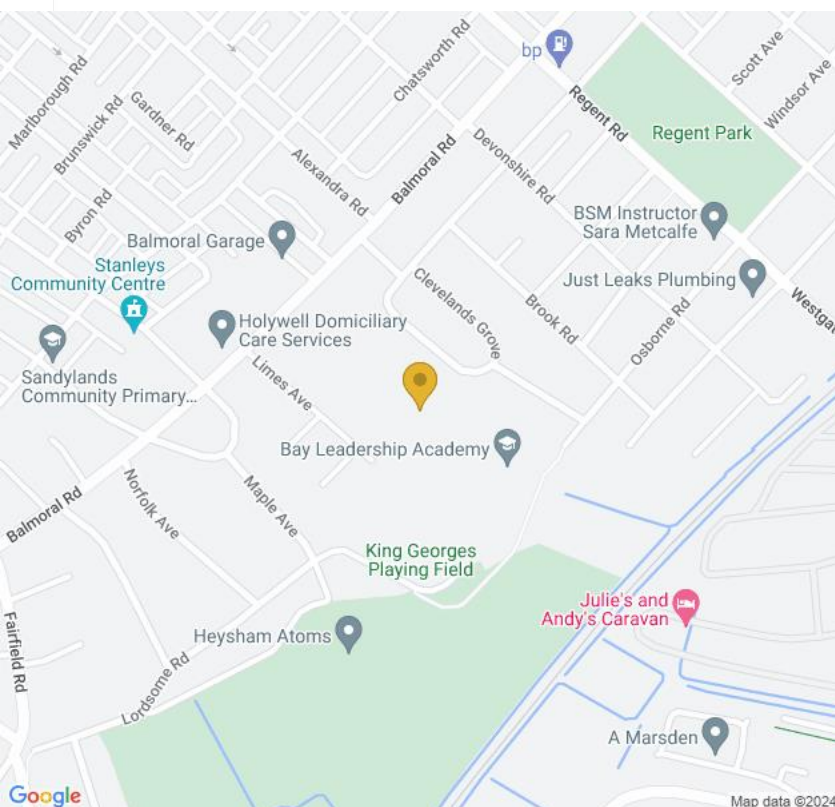 Chatsworth Rd
bp
Scott Ave
Windsor Ave
Marlborough Rd
Gardner Rd
Brunswick Rd
Regent Rd
Regent Park
Balmoral Rd
Devonshire Rd
Alexandra Rd
Byron Rd
BSM Instructor
Sara Metcalfe
Balmoral Garage
Stanleys
Community Centre
Clevelands Grove
Just Leaks Plumbing
Brook Rd
Osborne Rd
Westga
Holywell Domiciliary
Care Services
Sandylands
Community Primary...
Limes Ave
Bay Leadership Academy
Maple Ave
Norfolk Ave
Balmoral Rd
King Georges
Playing Field
Julie's and
Andy's Caravan
Fairfield Rd
Heysham Atoms
Lordsome Rd
A Marsden
Google
Map data ©2024